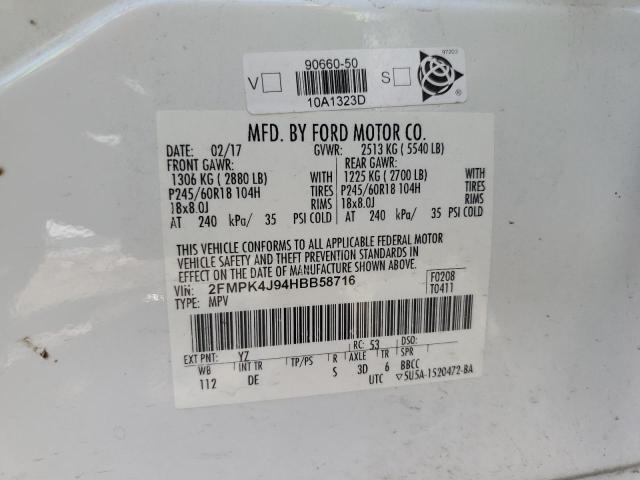 97203
90660-50
V S
10A1323D
MFD. BY FORD MOTOR CO.
DATE: 02/17 GVWR: 2513 KG ( 5540 LB)
FRONT GAWR: REAR GAWR:
1306 KG ( 2880 LB) WITH 1225 KG ( 2700 LB) WITH
P245/60R18 104H TIRES P245/60R18 104H TIRES
18x8.0J RIMS 18x8.0J RIMS
AT 240 kPa/ 35 PSI COLD AT 240 kPa/ 35 PSI COLD
THIS VEHICLE CONFORMS TO ALL APPLICABLE FEDERAL MOTOR
VEHICLE SAFETY AND THEFT PREVENTION STANDARDS IN
EFFECT ON THE DATE OF MANUFACTURE SHOWN ABOVE.
VIN: 2FMPK4J94HBB58716 F0208
TYPE: MPV T0411
EXT PNT: YZ RC: 53 DSO:
WB INT TR TP/PS R AXLE TR SPR
112 DE S 3D 6 BBCC
UTC ▽5U5A-1520472-BA